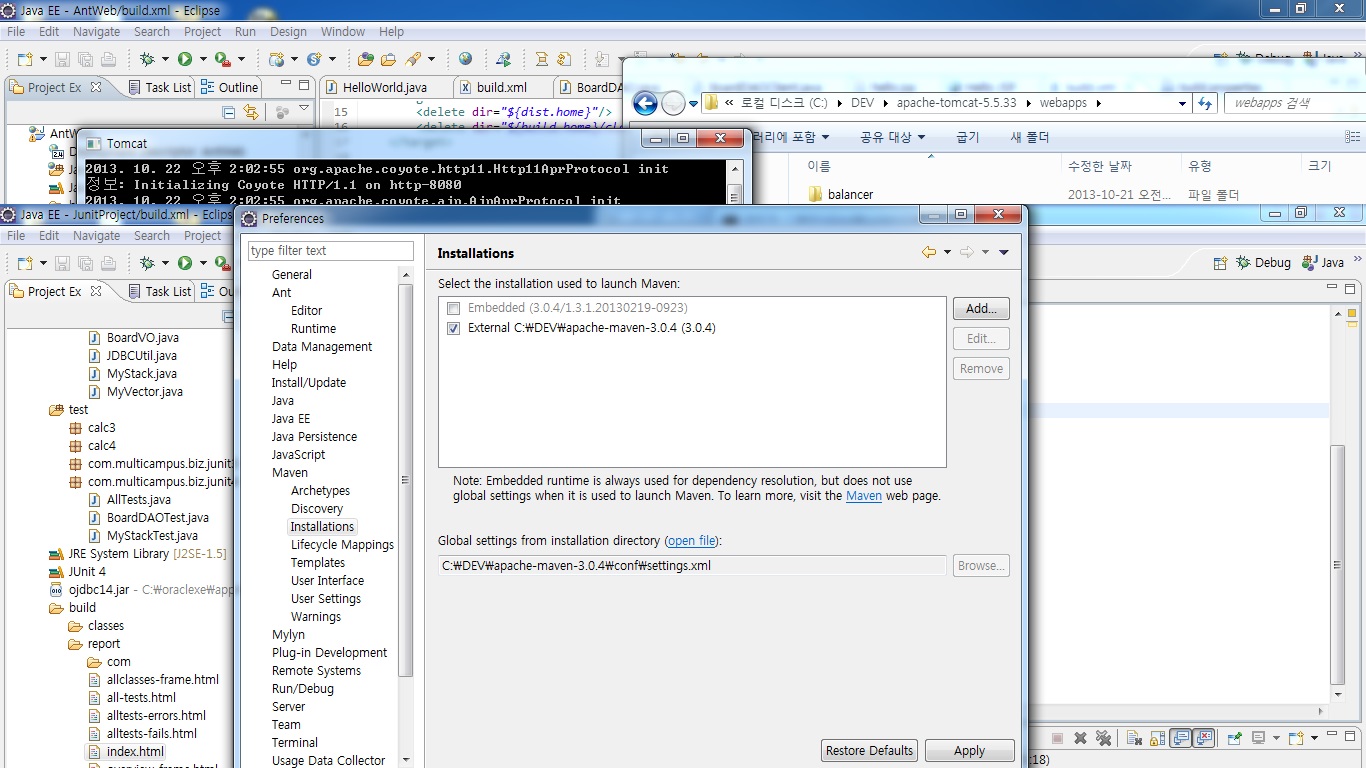 Java EE - AntWeb/build.xml - Eclipse
File Edit Navigate Search Project Run Design Window Help
Debug Java
Project Ex Task List Outline
HelloWorld.java build.xml BoardDA
15 <delete dir="${dist.home}"/>
16 <delete dir="${build.home}/cl
AntW
Tomcat
2013. 10. 22 오후 2:02:55 org.apache.coyote.http11.Http11AprProtocol init
정보: Initializing Coyote HTTP/1.1 on http-8080
2013. 10. 22 오후 2:02:55 org.apache.coyote.ajp.AjpAprProtocol init
« 로컬 디스크 (C:) DEV apache-tomcat-5.5.33 webapps
webapps 검색
러리에 포함 공유 대상 굽기 새 폴더
이름 수정한 날짜 유형 크기
balancer 2013-10-21 오전... 파일 폴더
Java EE - JunitProject/build.xml - Eclips
File Edit Navigate Search Project
Debug Java
Project Ex Task List Ou
BoardVO.java
JDBCUtil.java
MyStack.java
MyVector.java
test
calc3
calc4
com.multicampus.biz.junit
com.multicampus.biz.junit
AllTests.java
BoardDAOTest.java
MyStackTest.java
JRE System Library [J2SE-1.5]
JUnit 4
ojdbc14.jar - C:₩oraclexe₩app
build
classes
report
com
allclasses-frame.html
all-tests.html
alltests-errors.html
alltests-fails.html
index.html
overview-frame.html
Preferences
type filter text
General
Ant
Editor
Runtime
Data Management
Help
Install/Update
Java
Java EE
Java Persistence
JavaScript
Maven
Archetypes
Discovery
Installations
Lifecycle Mappings
Templates
User Interface
User Settings
Warnings
Mylyn
Plug-in Development
Remote Systems
Run/Debug
Server
Team
Terminal
Usage Data Collector
Installations
Select the installation used to launch Maven:
Embedded (3.0.4/1.3.1.20130219-0923)
External C:₩DEV₩apache-maven-3.0.4 (3.0.4)
Add...
Edit...
Remove
Note: Embedded runtime is always used for dependency resolution, but does not use
global settings when it is used to launch Maven. To learn more, visit the Maven web page.
Global settings from installation directory (open file):
C:₩DEV₩apache-maven-3.0.4₩conf₩settings.xml
Browse...
Restore Defaults Apply
:18)